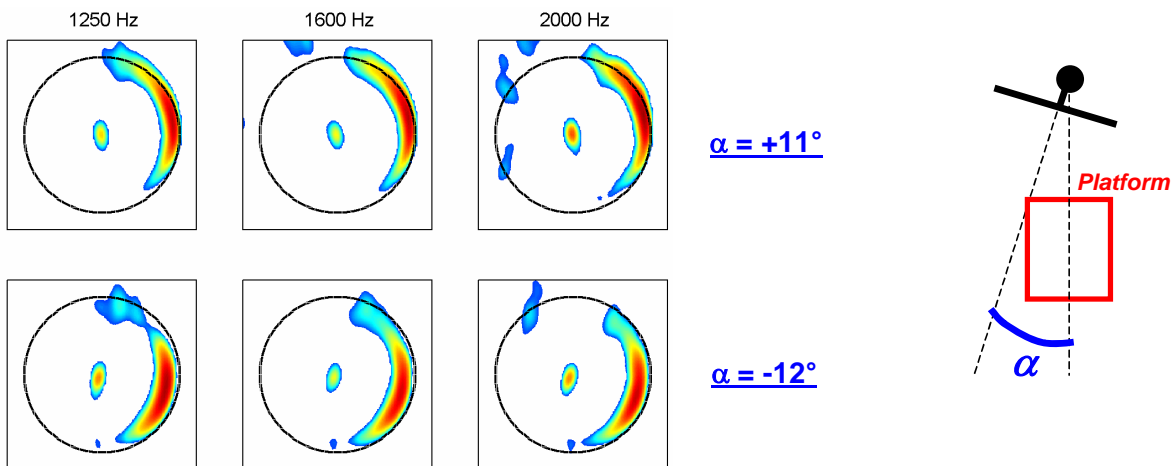 1250 Hz
1600 Hz
2000 Hz
α = +11°
Platform
α = -12°
α